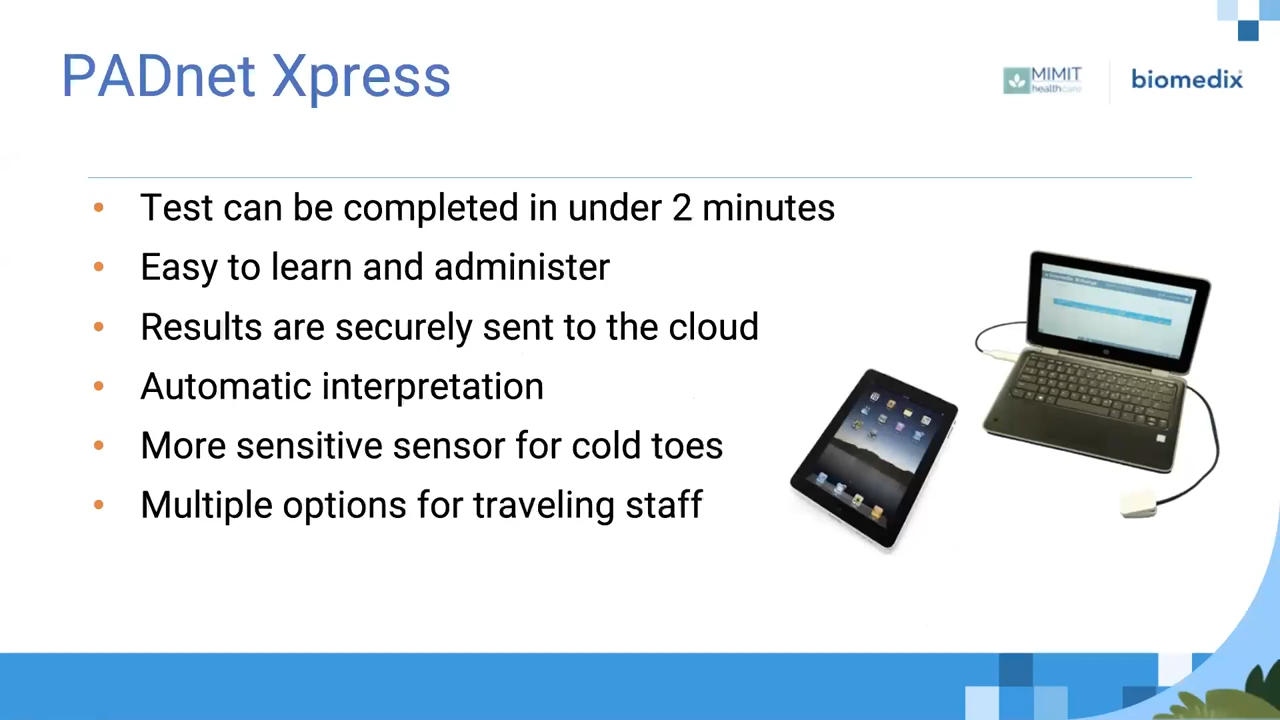 PADnet Xpress
MIMIT
healthcare
biomedix
• Test can be completed in under 2 minutes
• Easy to learn and administer
• Results are securely sent to the cloud
• Automatic interpretation
• More sensitive sensor for cold toes
• Multiple options for traveling staff